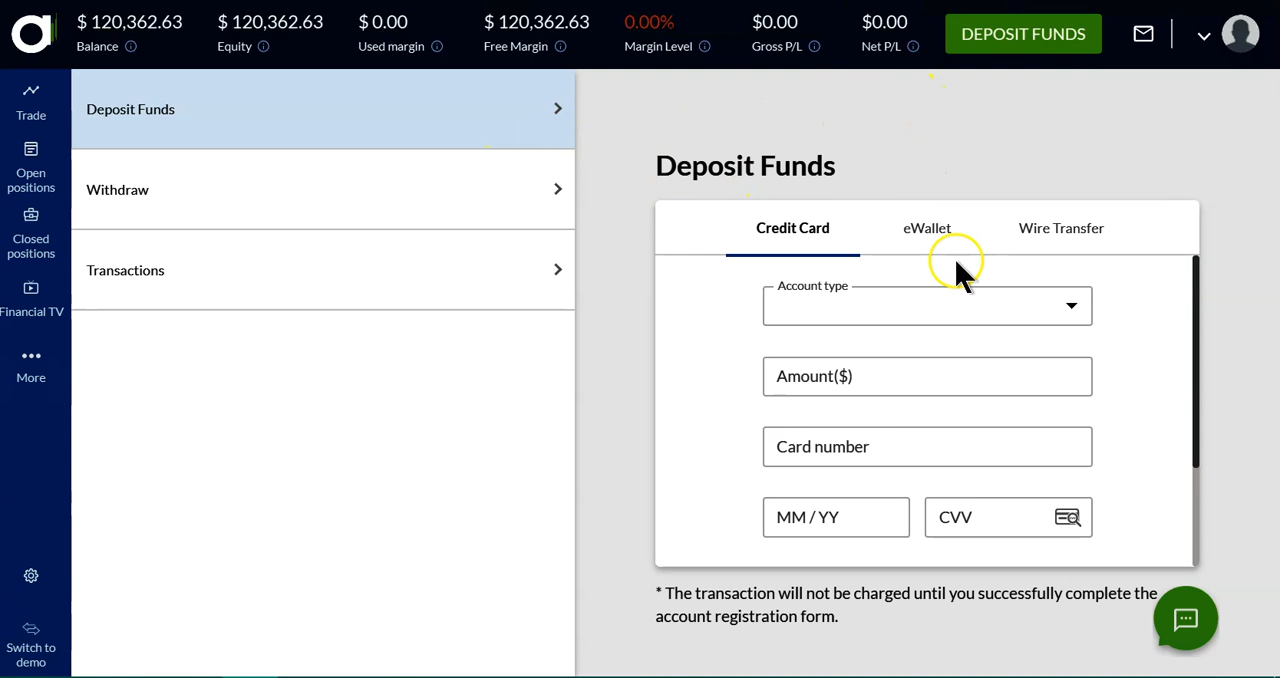 $ 120,362.63 $ 120,362.63 $ 0.00 $ 120,362.63 0.00% $0.00 $0.00
Balance Equity Used margin Free Margin Margin Level Gross P/L Net P/L
DEPOSIT FUNDS
Trade
Open
positions
Closed
positions
Financial TV
More
Switch to
demo
Deposit Funds
Withdraw
Transactions
Deposit Funds
Credit Card eWallet Wire Transfer
Account type
Amount($)
Card number
MM / YY CVV
* The transaction will not be charged until you successfully complete the
account registration form.